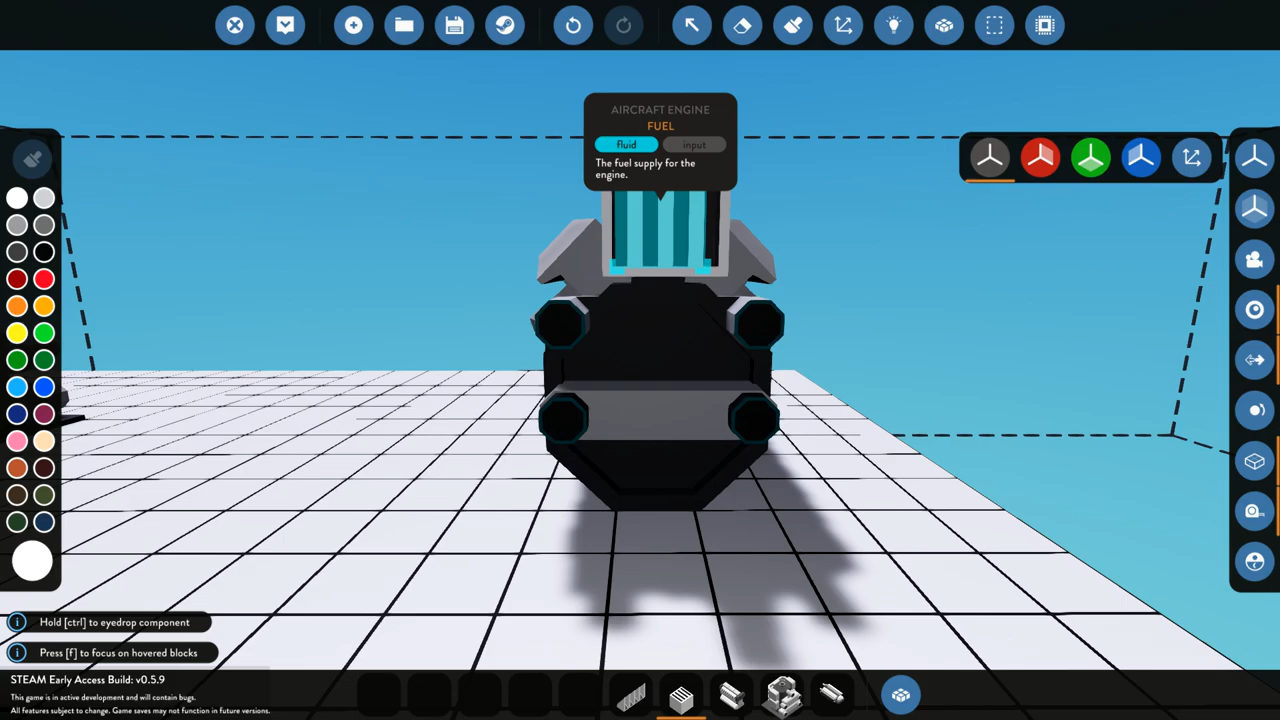 AIRCRAFT ENGINE
FUEL
fluid input
The fuel supply for the
engine.
Hold [ctrl] to eyedrop component
Press [f] to focus on hovered blocks
STEAM Early Access Build: v0.5.9
This game is in active development and will contain bugs.
All features subject to change. Game saves may not function in future versions.